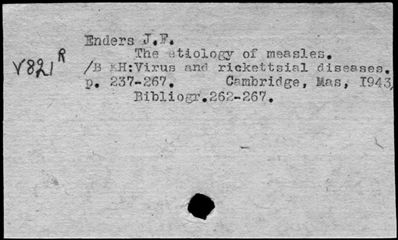 Enders J.F.
The etiology of measles.
V821 R
/B KH:Virus and rickettsial diseases.
p. 237-267. Cambridge, Mas, 1943/
Bibliogr.262-267.